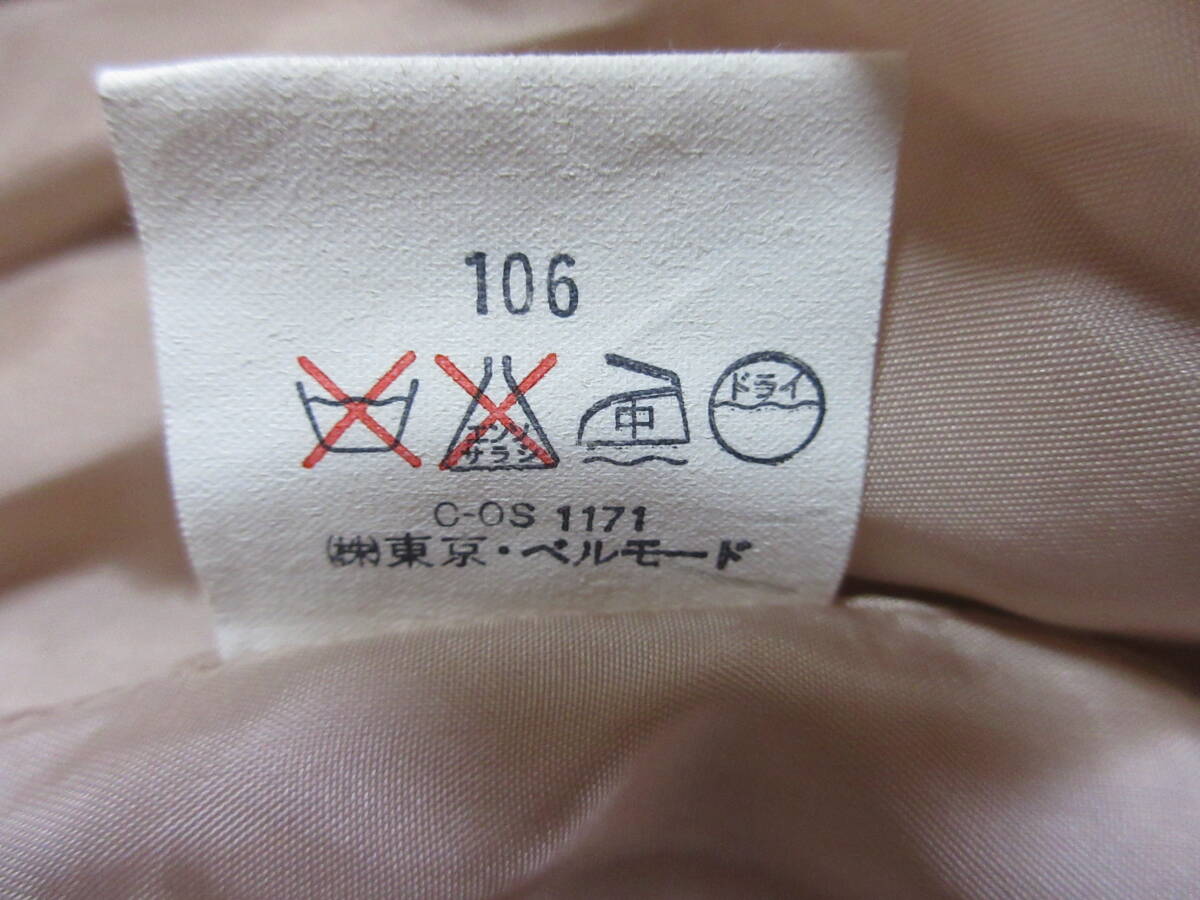 106
エンソ
サラシ
中
ドライ
C-OS 1171
㈱東京・ベルモード